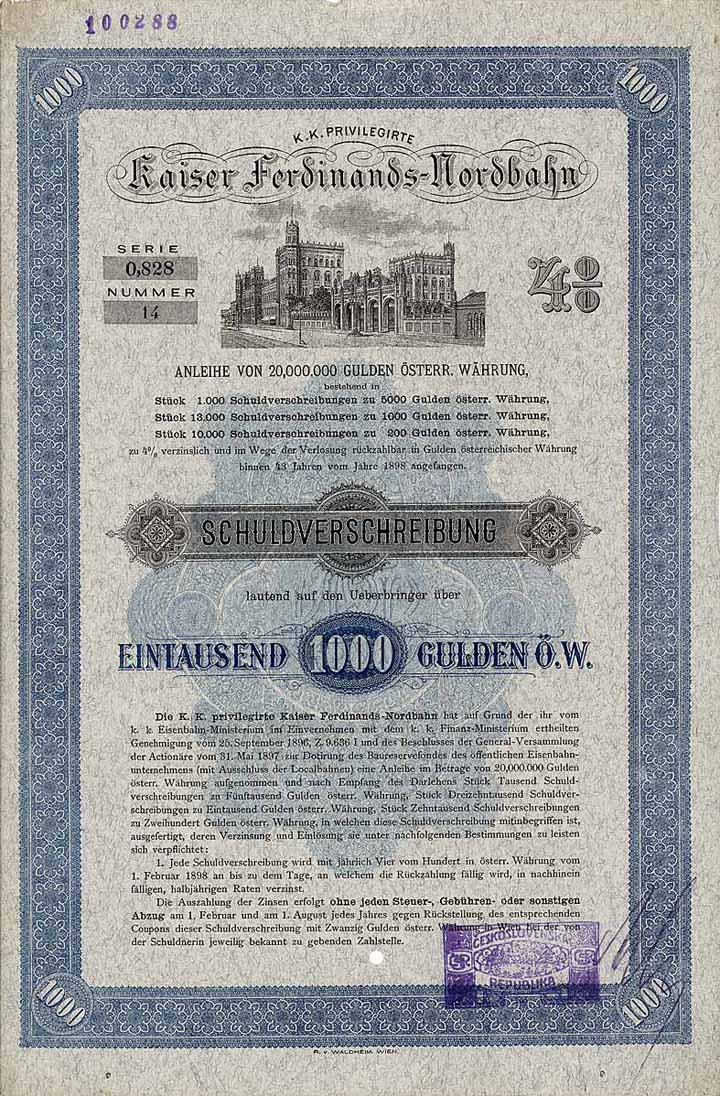 100288
1000 1000
K.K. PRIVILEGIRTE
Kaiser Ferdinands-Nordbahn
SERIE
0,828
NUMMER
14
4%
ANLEIHE VON 20,000.000 GULDEN ÖSTERR. WÄHRUNG,
bestehend in
Stück 1.000 Schuldverschreibungen zu 5000 Gulden österr. Währung,
Stück 13.000 Schuldverschreibungen zu 1000 Gulden österr. Währung,
Stück 10.000 Schuldverschreibungen zu 200 Gulden österr. Währung,
zu 4% verzinslich und im Wege der Verlosung rückzahlbar in Gulden österreichischer Währung
binnen 43 Jahren vom Jahre 1898 angefangen.
SCHULDVERSCHREIBUNG
lautend auf den Ueberbringer über
EINTAUSEND 1000 GULDEN Ö.W.
Die K. K. privilegirte Kaiser Ferdinands-Nordbahn hat auf Grund der ihr vom
k. k. Eisenbahn-Ministerium im Einvernehmen mit dem k. k. Finanz-Ministerium ertheilten
Genehmigung vom 25. September 1896, Z. 9.636 I und des Beschlusses der General-Versammlung
der Actionäre vom 31. Mai 1897 zur Dotirung des Baureservefondes des öffentlichen Eisenbahn-
unternehmens (mit Ausschluss der Localbahnen) eine Anleihe im Betrage von 20,000.000 Gulden
österr. Währung aufgenommen und nach Empfang des Darlehens Stück Tausend Schuld-
verschreibungen zu Fünftausend Gulden österr. Währung, Stück Dreizehntausend Schuldver-
schreibungen zu Eintausend Gulden österr. Währung, Stück Zehntausend Schuldverschreibungen
zu Zweihundert Gulden österr. Währung, in welchen diese Schuldverschreibung mitinbegriffen ist,
ausgefertigt, deren Verzinsung und Einlösung sie unter nachfolgenden Bestimmungen zu leisten
sich verpflichtet:
1. Jede Schuldverschreibung wird mit jährlich Vier vom Hundert in österr. Währung vom
1. Februar 1898 an bis zu dem Tage, an welchem die Rückzahlung fällig wird, in nachhinein
fälligen, halbjährigen Raten verzinst.
Die Auszahlung der Zinsen erfolgt ohne jeden Steuer-, Gebühren- oder sonstigen
Abzug am 1. Februar und am 1. August jedes Jahres gegen Rückstellung des entsprechenden
Coupons dieser Schuldverschreibung mit Zwanzig Gulden österr. Währung in Wien bei der von
der Schuldnerin jeweilig bekannt zu gebenden Zahlstelle.
ČESKOSLOVENSKÁ
ČSR ČSR
REPUBLIKA
1000 1000
R. v. WALDHEIM, WIEN.